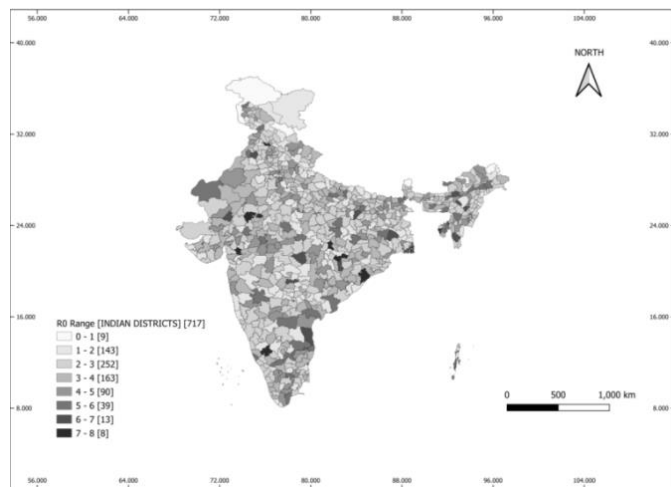 56.000 64.000 72.000 80.000 88.000 96.000 104.000
40.000 40.000
NORTH
32.000 32.000
24.000 24.000
16.000 16.000
R0 Range [INDIAN DISTRICTS] [717]
0 - 1 [9]
1 - 2 [143]
2 - 3 [252]
3 - 4 [163]
4 - 5 [90]
5 - 6 [39]
6 - 7 [13]
7 - 8 [8]
0 500 1,000 km
8.000 8.000
56.000 64.000 72.000 80.000 88.000 96.000 104.000